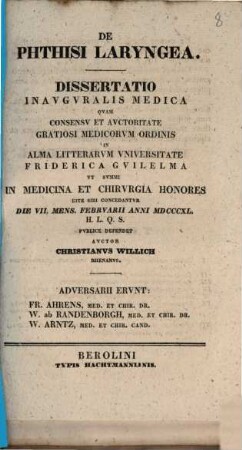 8
DE
PHTHISI LARYNGEA.
DISSERTATIO
INAVGVRALIS MEDICA
QVAM
CONSENSV ET AVCTORITATE
GRATIOSI MEDICORVM ORDINIS
IN
ALMA LITTERARVM VNIVERSITATE
FRIDERICA GVILELMA
VT SVMMI
IN MEDICINA ET CHIRVRGIA HONORES
RITE SIBI CONCEDANTVR
DIE VII. MENS. FEBRVARII ANNI MDCCCXL.
H. L. Q. S.
PVBLICE DEFENDET
AVCTOR
CHRISTIANVS WILLICH
RHENANVS.
ADVERSARII ERVNT:
FR. AHRENS, MED. ET CHIR. DR.
W. ab RANDENBORGH, MED. ET CHIR. DR.
W. ARNTZ, MED. ET CHIR. CAND.
BEROLINI
TYPIS HACHTMANNIANIS.